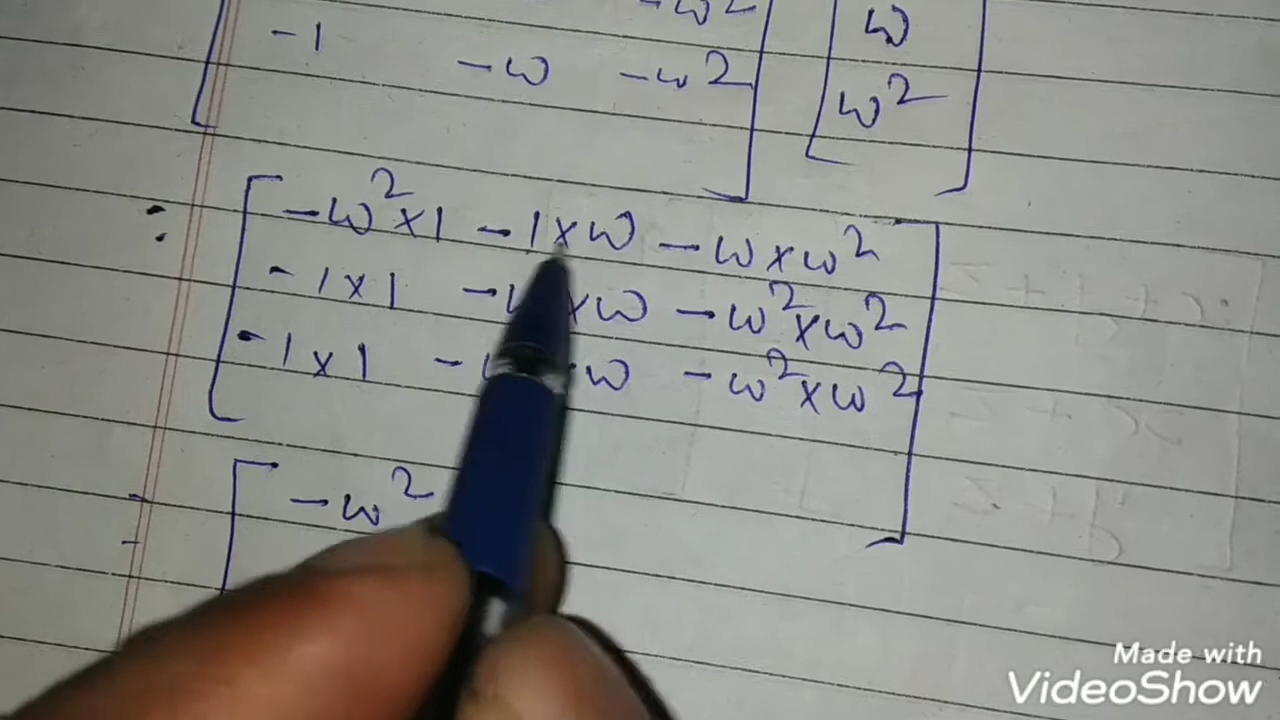 -ω²
ω
-1 -ω -ω²
ω²
: -ω²×1 -1×ω -ω×ω²
-1×1 ×ω -ω²×ω²
-1×1 - ω -ω²×ω²
= -ω²
Made with
VideoShow